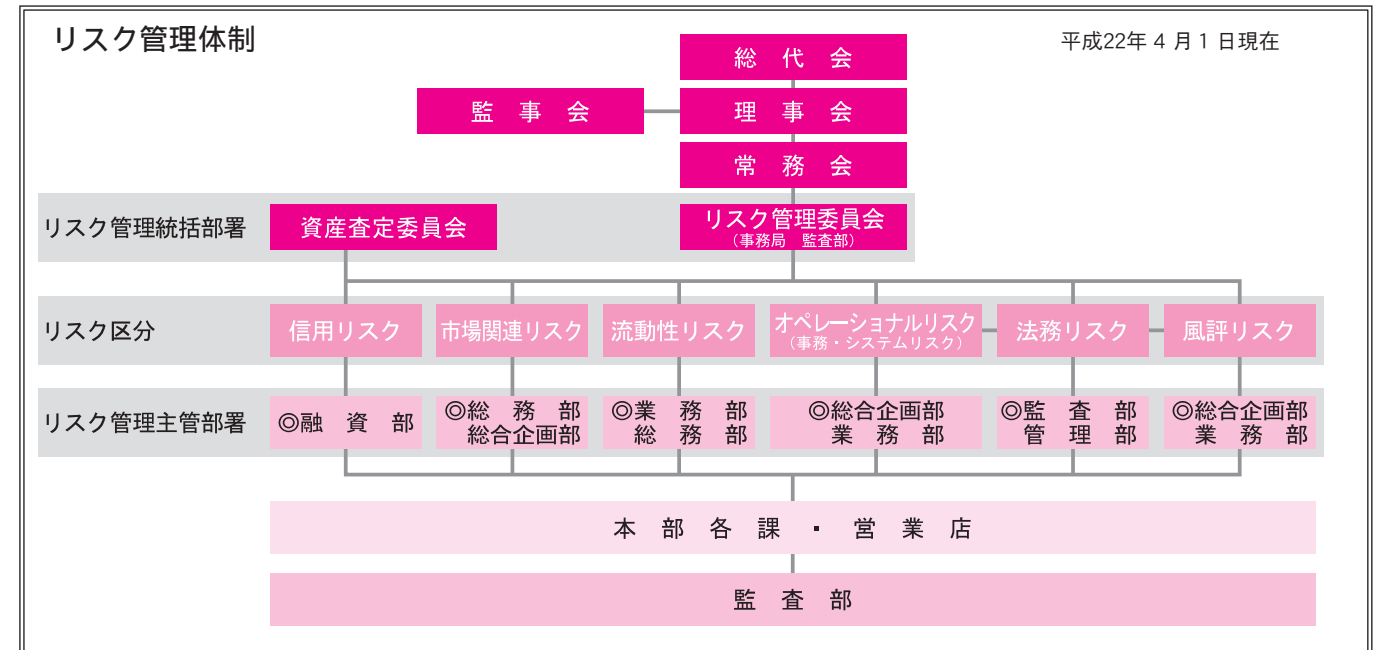 リスク管理体制
平成22年4月1日現在
総代会
監事会
理事会
常務会
リスク管理統括部署
資産査定委員会
リスク管理委員会
（事務局　監査部）
リスク区分
信用リスク
市場関連リスク
流動性リスク
オペレーショナルリスク
（事務・システムリスク）
法務リスク
風評リスク
リスク管理主管部署
◎融資部
◎総務部
総合企画部
◎業務部
総務部
◎総合企画部
業務部
◎監査部
管理部
◎総合企画部
業務部
本部各課・営業店
監査部